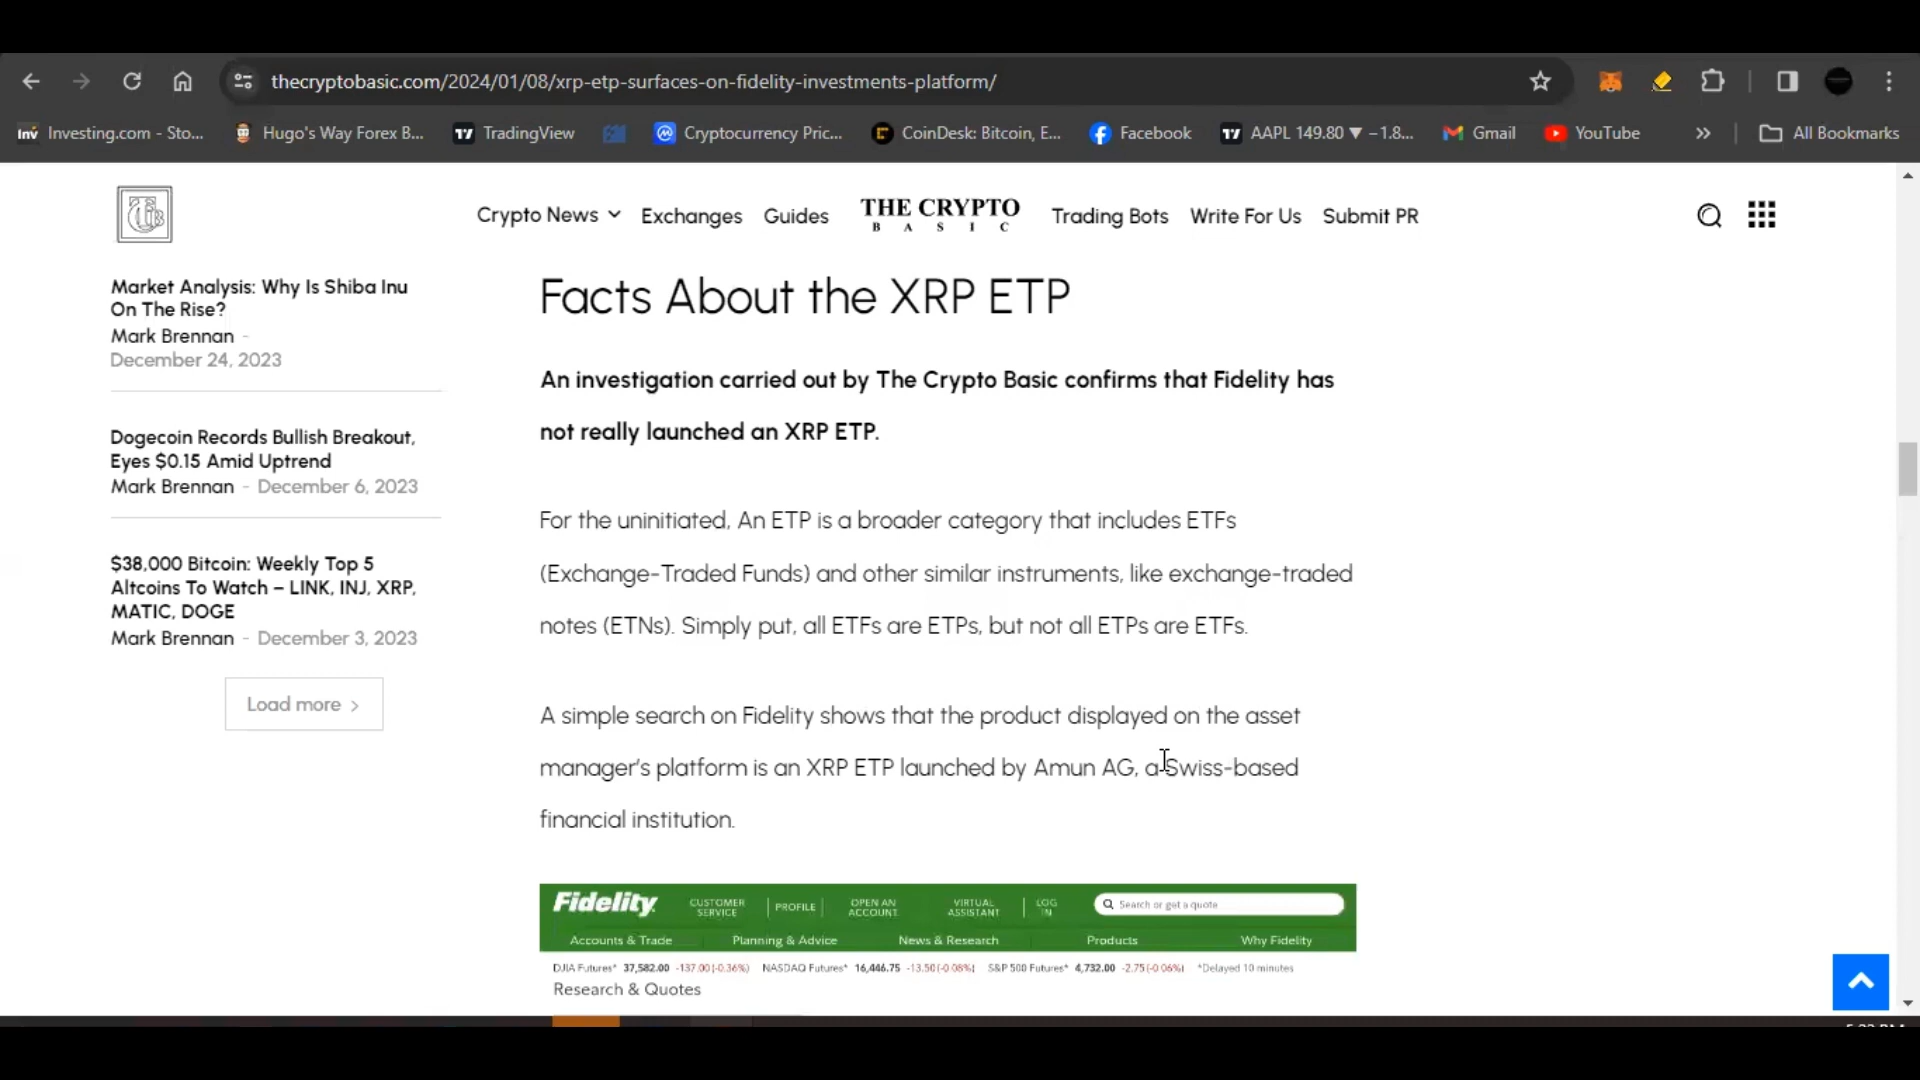 thecryptobasic.com/2024/01/08/xrp-etp-surfaces-on-fidelity-investments-platform/
Investing.com - Sto... Hugo's Way Forex B... TradingView Cryptocurrency Pric... CoinDesk: Bitcoin, E... Facebook AAPL 149.80 ▼ −1.8... Gmail YouTube » All Bookmarks
Crypto News Exchanges Guides THE CRYPTO BASIC Trading Bots Write For Us Submit PR
Market Analysis: Why Is Shiba Inu
On The Rise?
Mark Brennan -
December 24, 2023
Dogecoin Records Bullish Breakout,
Eyes $0.15 Amid Uptrend
Mark Brennan - December 6, 2023
$38,000 Bitcoin: Weekly Top 5
Altcoins To Watch – LINK, INJ, XRP,
MATIC, DOGE
Mark Brennan - December 3, 2023
Load more >
Facts About the XRP ETP
An investigation carried out by The Crypto Basic confirms that Fidelity has
not really launched an XRP ETP.
For the uninitiated, An ETP is a broader category that includes ETFs
(Exchange-Traded Funds) and other similar instruments, like exchange-traded
notes (ETNs). Simply put, all ETFs are ETPs, but not all ETPs are ETFs.
A simple search on Fidelity shows that the product displayed on the asset
manager's platform is an XRP ETP launched by Amun AG, a Swiss-based
financial institution.
Fidelity CUSTOMER SERVICE PROFILE OPEN AN ACCOUNT VIRTUAL ASSISTANT LOG IN Search or get a quote
Accounts & Trade Planning & Advice News & Research Products Why Fidelity
DJIA Futures* 37,582.00 -137.00(-0.36%) NASDAQ Futures* 16,446.75 -13.50(-0.08%) S&P 500 Futures* 4,732.00 -2.75(-0.06%) *Delayed 10 minutes
Research & Quotes